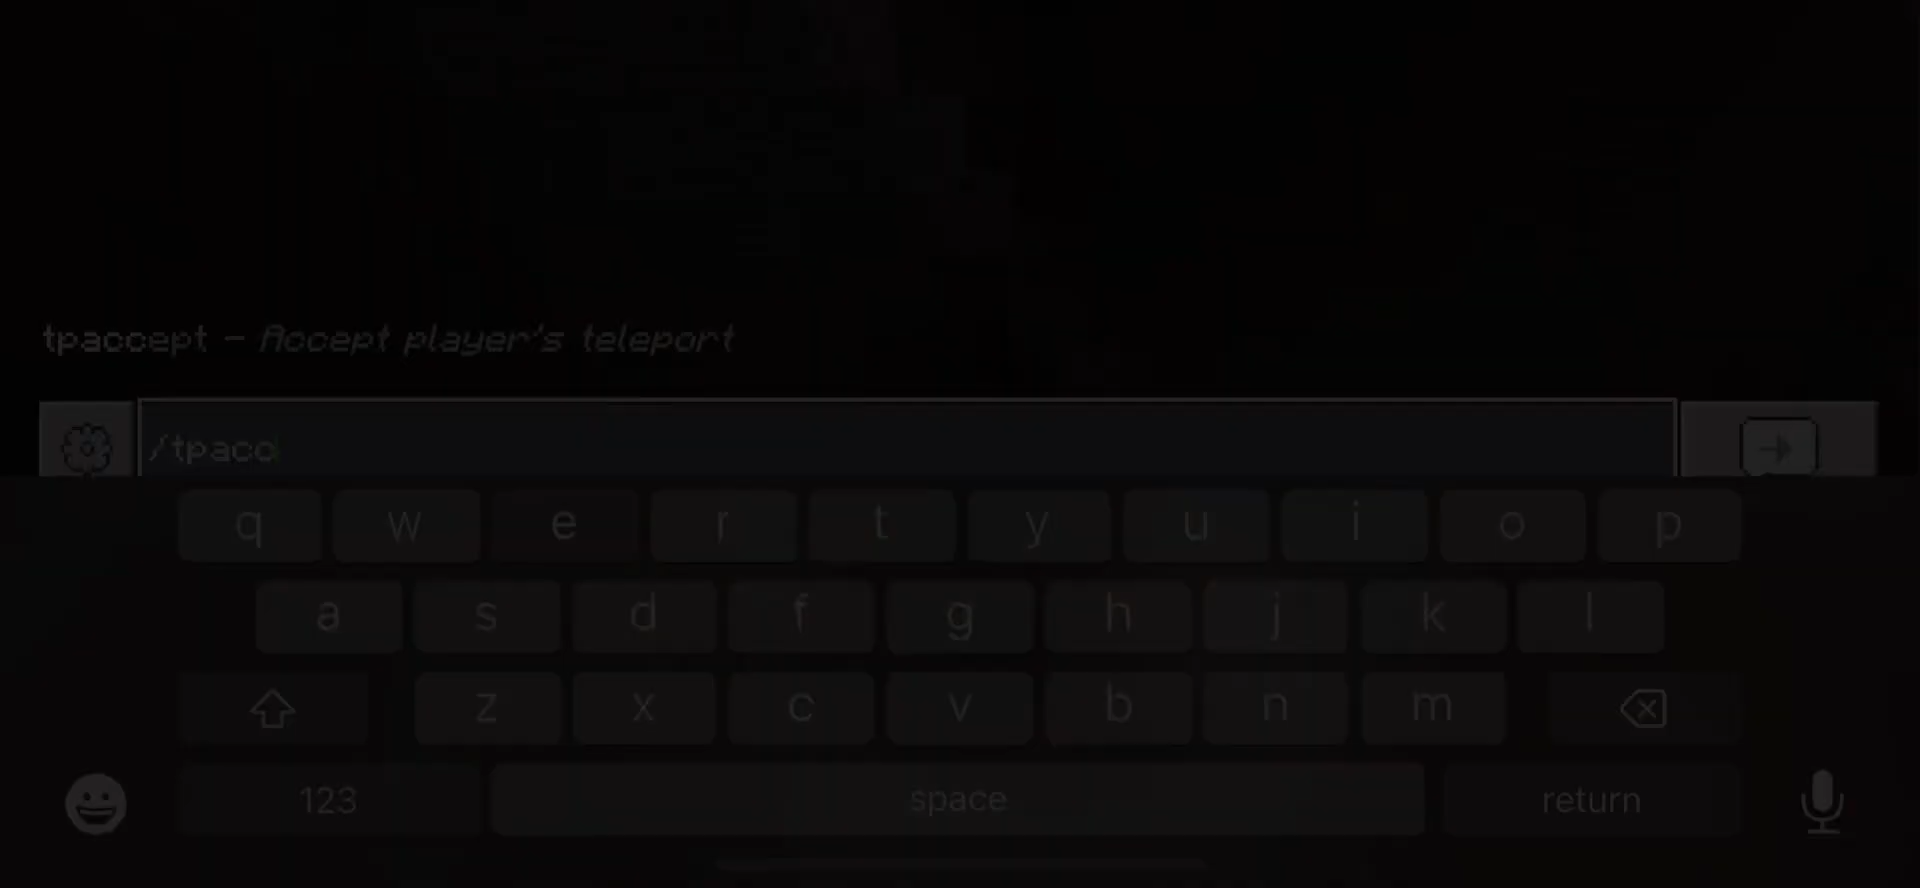 tpaccept - Accept player's teleport
/tpacc
q w e r t y u i o p
a s d f g h j k l
z x c v b n m
123 space return